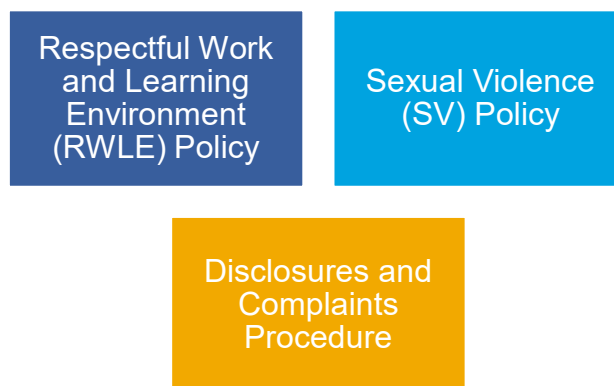 Respectful Work
and Learning
Environment
(RWLE) Policy
Sexual Violence
(SV) Policy
Disclosures and
Complaints
Procedure